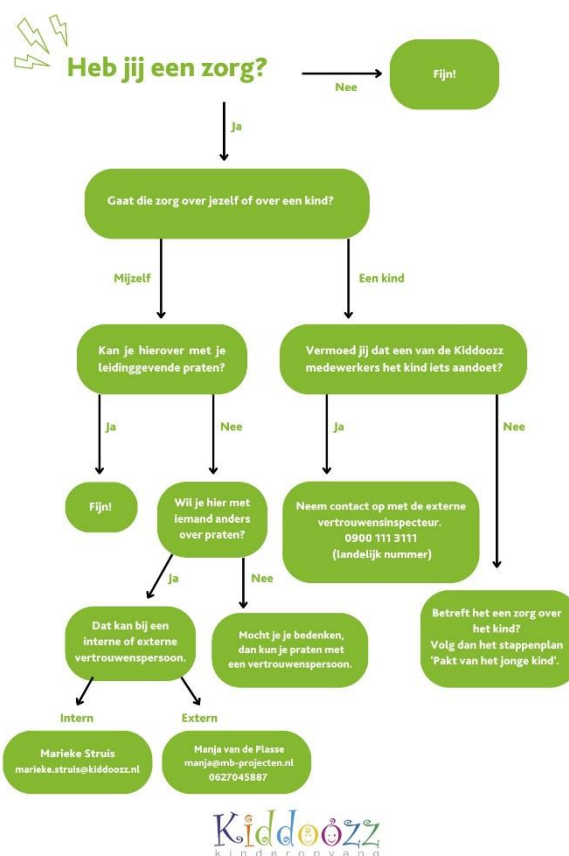 Heb jij een zorg?
Nee
Fijn!
Ja
Gaat die zorg over jezelf of over een kind?
Mijzelf
Een kind
Kan je hierover met je
leidinggevende praten?
Vermoed jij dat een van de Kiddoozz
medewerkers het kind iets aandoet?
Ja
Nee
Ja
Nee
Fijn!
Wil je hier met
iemand anders
over praten?
Neem contact op met de externe
vertrouwensinspecteur.
0900 111 3111
(landelijk nummer)
Ja
Nee
Dat kan bij een
interne of externe
vertrouwenspersoon.
Mocht je je bedenken,
dan kun je praten met
een vertrouwenspersoon.
Betreft het een zorg over
het kind?
Volg dan het stappenplan
'Pakt van het jonge kind'.
Intern
Extern
Marieke Struis
marieke.struis@kiddoozz.nl
Manja van de Plasse
manja@mb-projecten.nl
0627045887
Kiddoozz
kinderopvang